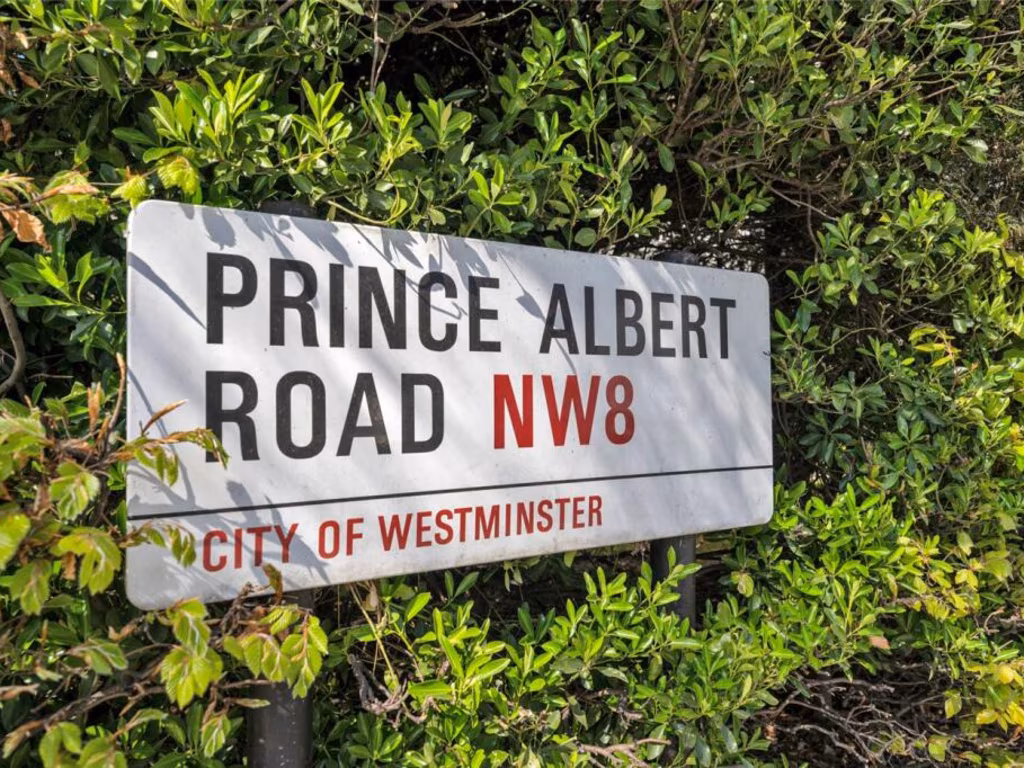 PRINCE ALBERT
ROAD NW8
CITY OF WESTMINSTER